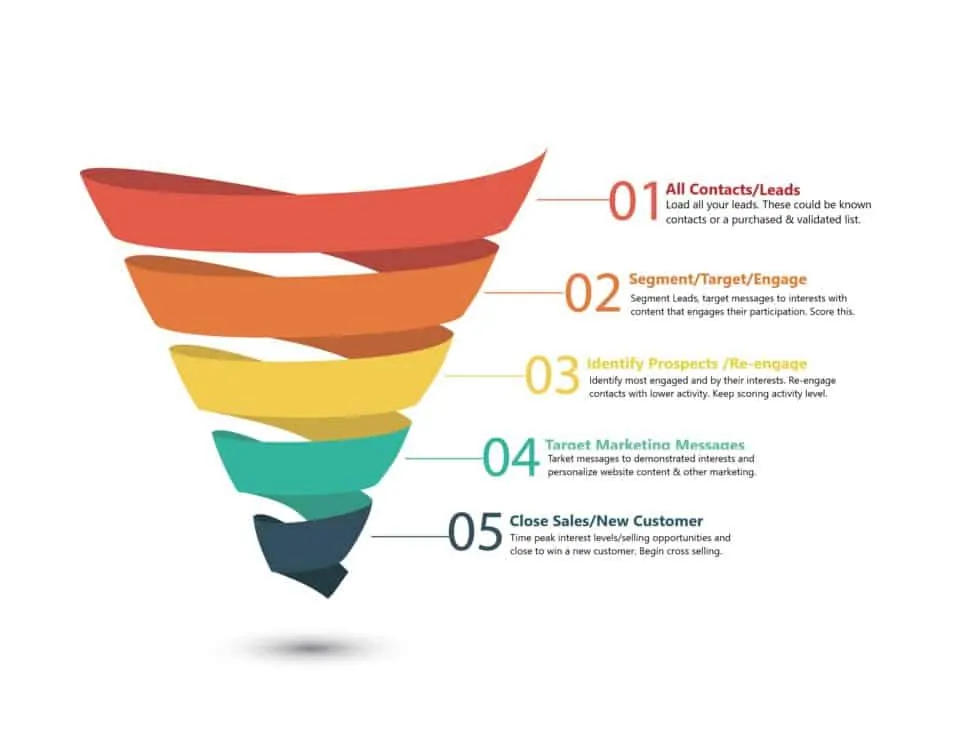 01
All Contacts/Leads
Load all your leads. These could be known
contacts or a purchased & validated list.
02
Segment/Target/Engage
Segment Leads, target messages to interests with
content that engages their participation. Score this.
03
Identify Prospects /Re-engage
Identify most engaged and by their interests. Re-engage
contacts with lower activity. Keep scoring activity level.
04
Target Marketing Messages
Tarket messages to demonstrated interests and
personalize website content & other marketing.
05
Close Sales/New Customer
Time peak interest levels/selling opportunities and
close to win a new customer. Begin cross selling.